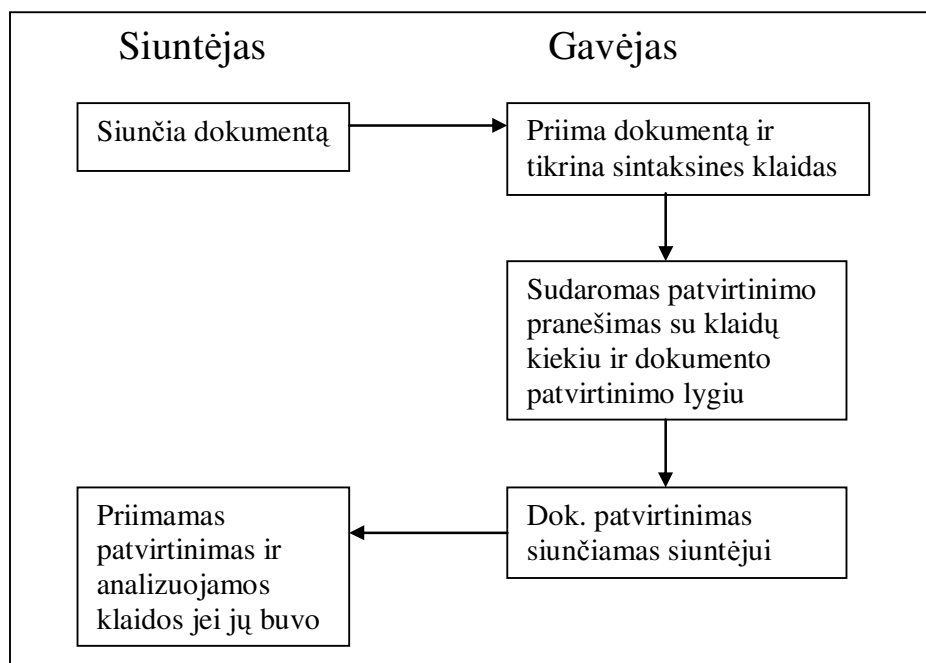 Siuntėjas
Gavėjas
Siunčia dokumentą
Priima dokumentą ir
tikrina sintaksines klaidas
Sudaromas patvirtinimo
pranešimas su klaidų
kiekiu ir dokumento
patvirtinimo lygiu
Dok. patvirtinimas
siunčiamas siuntėjui
Priimamas
patvirtinimas ir
analizuojamos
klaidos jei jų buvo